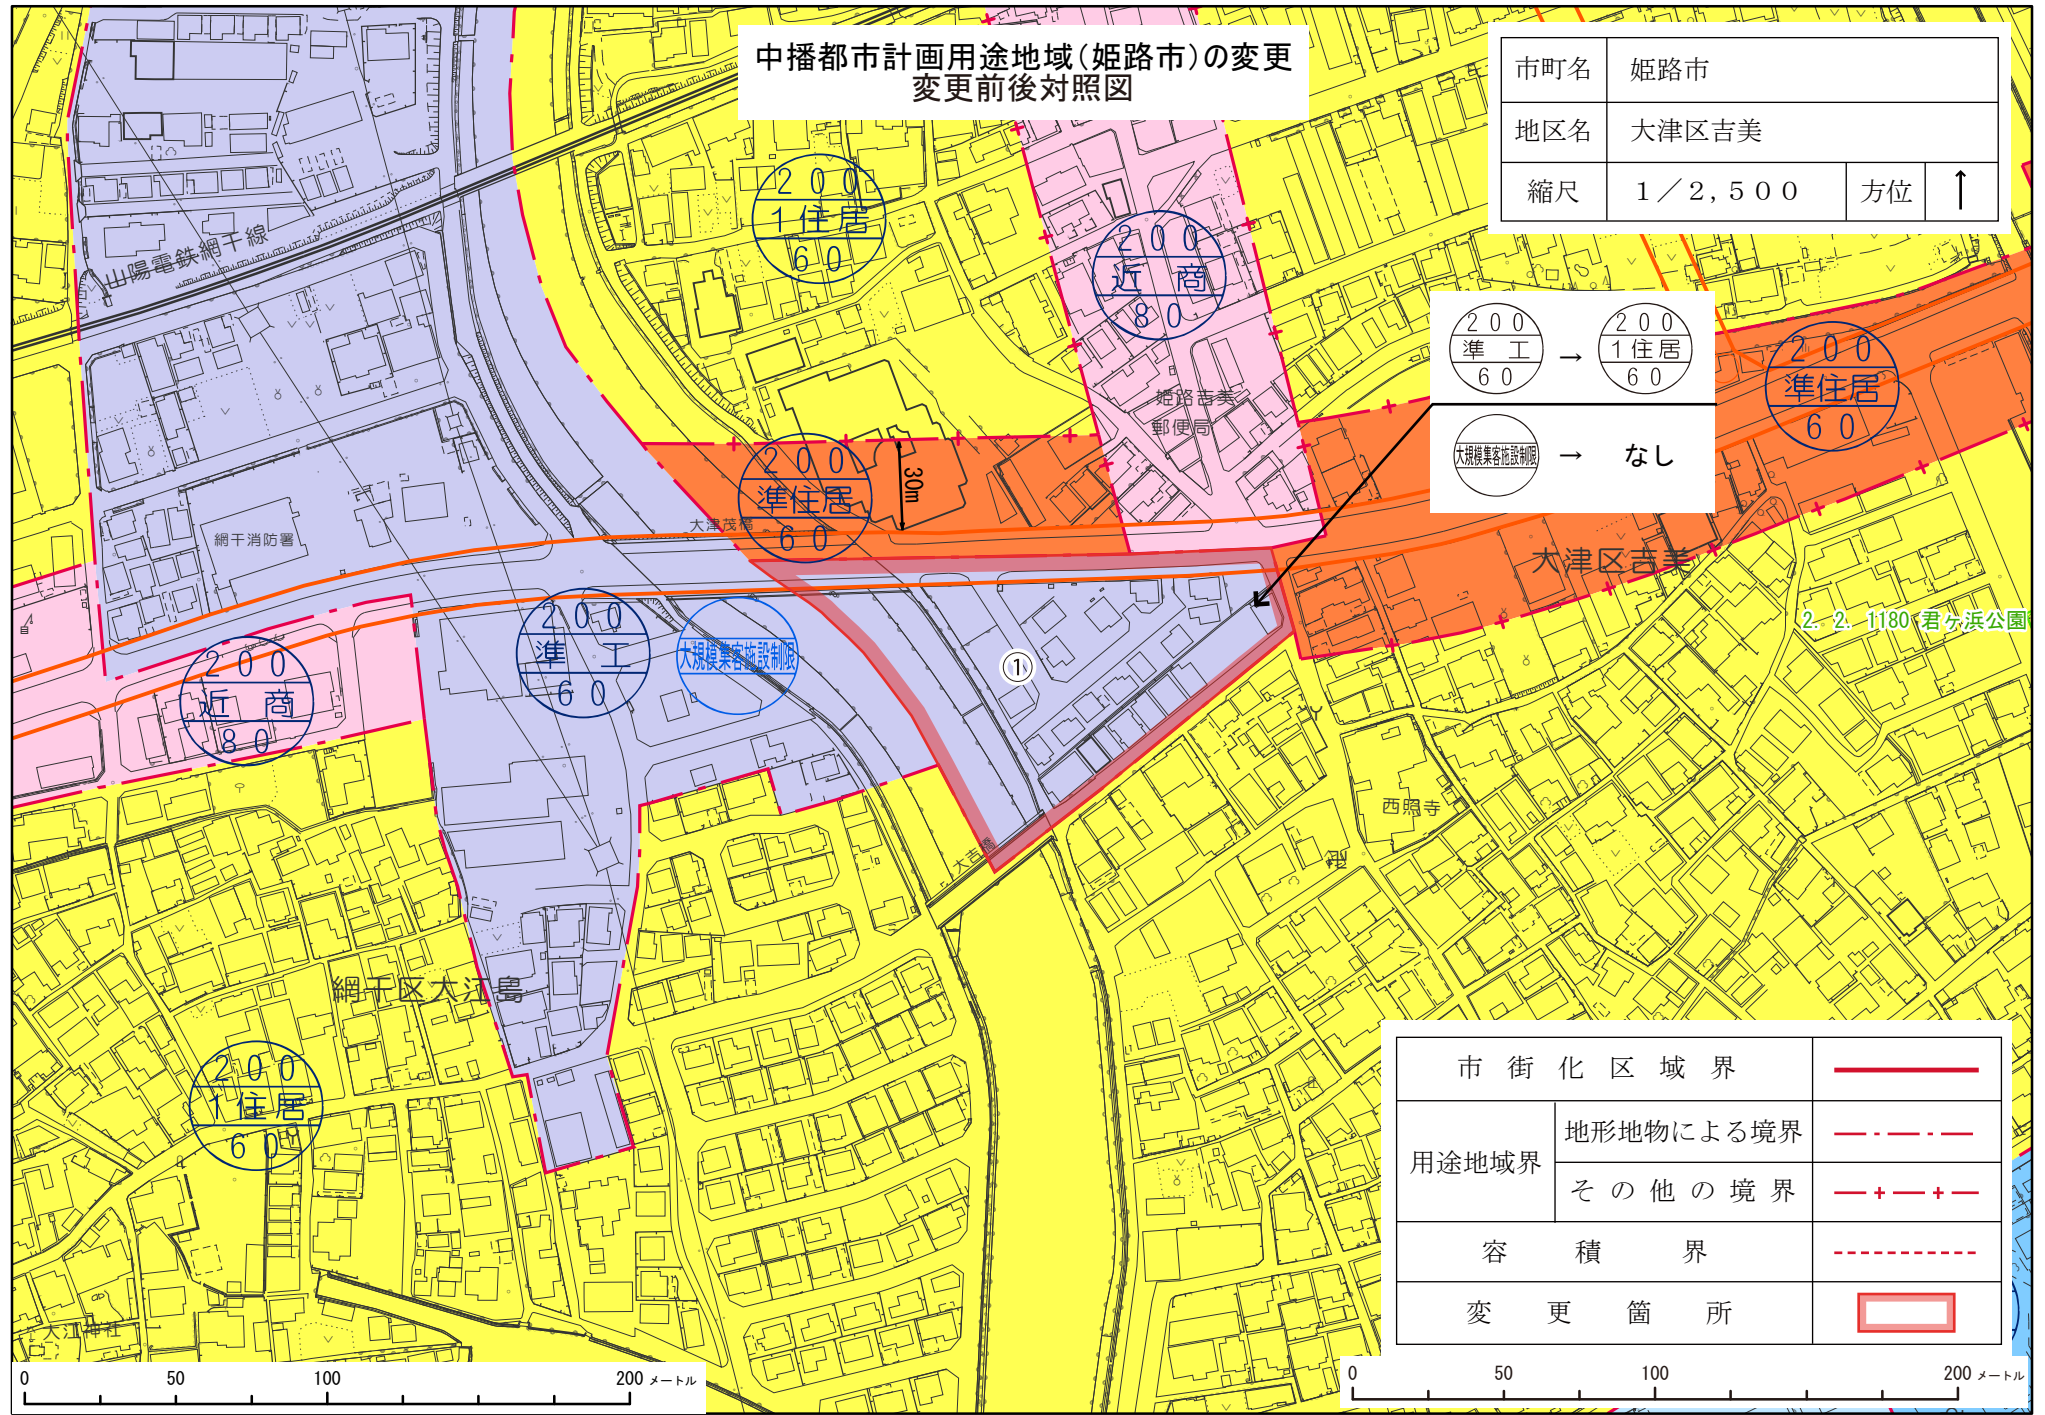 中播都市計画用途地域(姫路市)の変更
変更前後対照図
市町名 姫路市
地区名 大津区吉美
縮尺 1/2,500 方位 ↑
山陽電鉄網干線
200
1住居
60
200
近商
80
姫路吉美
郵便局
200
準工
60
→
200
1住居
60
大規模集客施設制限 → なし
200
準住居
60
200
準住居
60
30m
大津茂橋
網干消防署
大津区吉美
2. 2. 1180 君ヶ浜公園
200
近商
80
200
準工
60
大規模集客施設制限
①
西照寺
大吉橋
網干区大江島
200
1住居
60
大江神社
市街化区域界
用途地域界
地形地物による境界
その他の境界
容積界
変更箇所
0 50 100 200 メートル
0 50 100 200 メートル